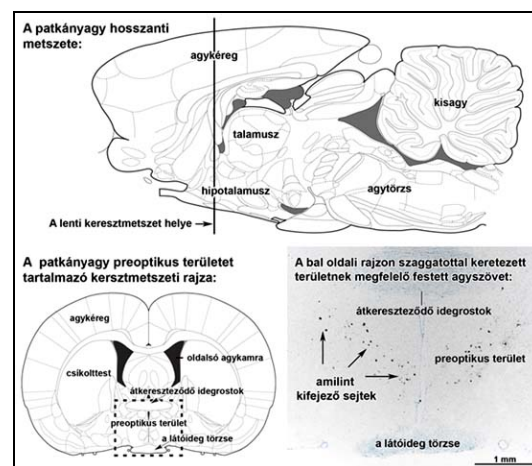 A patkányagy hosszanti
metszete:
agykéreg
kisagy
talamusz
hipotalamusz
agytörzs
A lenti keresztmetszet helye
A patkányagy preoptikus területet
tartalmazó kersztmetszeti rajza:
agykéreg
csíkolttest
oldalsó agykamra
átkereszteződő idegrostok
preoptikus terület
a látóideg törzse
A bal oldali rajzon szaggatottal keretezett
területnek megfelelő festett agyszövet:
átkereszteződő idegrostok
preoptikus terület
amilint
kifejező sejtek
a látóideg törzse
1 mm